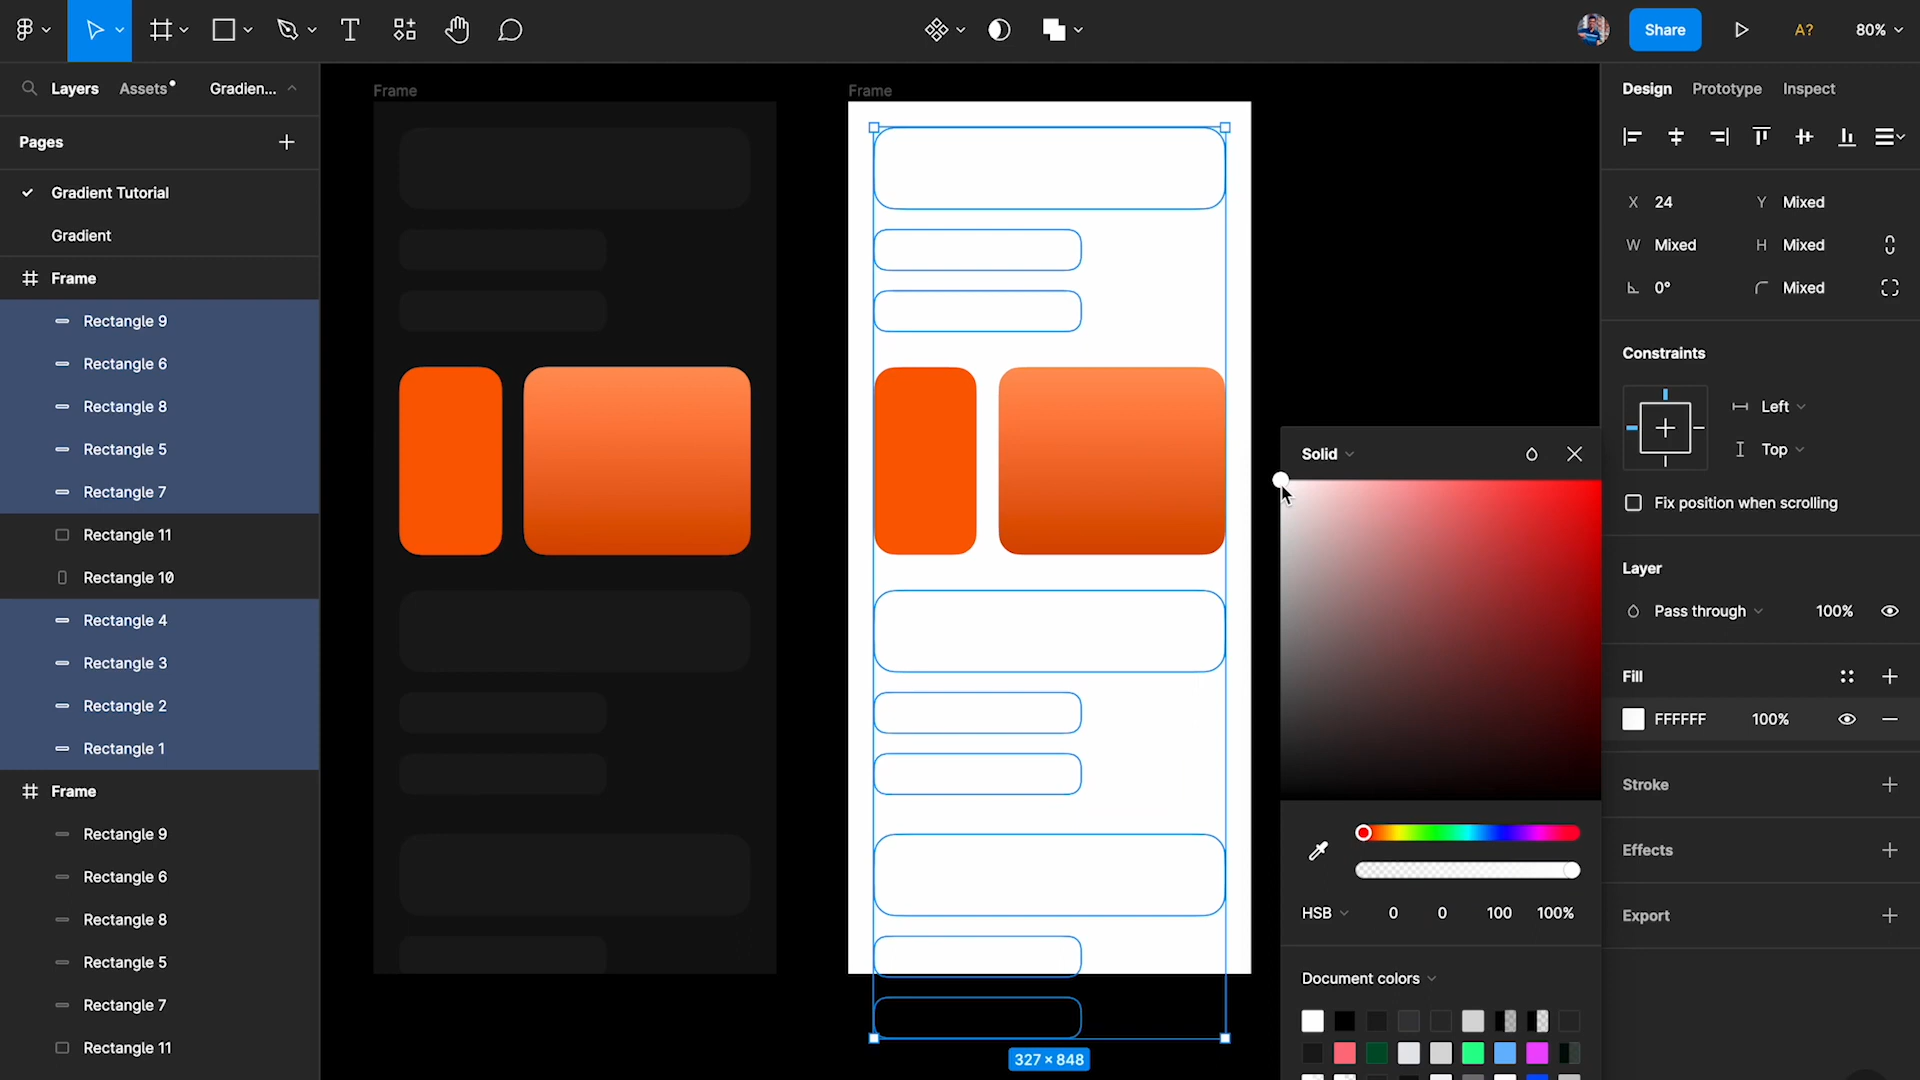 Share
A?
80%
Layers
Assets
Gradien...
Pages
Gradient Tutorial
Gradient
Frame
Rectangle 9
Rectangle 6
Rectangle 8
Rectangle 5
Rectangle 7
Rectangle 11
Rectangle 10
Rectangle 4
Rectangle 3
Rectangle 2
Rectangle 1
Frame
Rectangle 9
Rectangle 6
Rectangle 8
Rectangle 5
Rectangle 7
Rectangle 11
Frame
Frame
327 × 848
Solid
HSB 0 0 100 100%
Document colors
Design Prototype Inspect
X 24 Y Mixed
W Mixed H Mixed
0° Mixed
Constraints
Left
Top
Fix position when scrolling
Layer
Pass through 100%
Fill
FFFFFF 100%
Stroke
Effects
Export